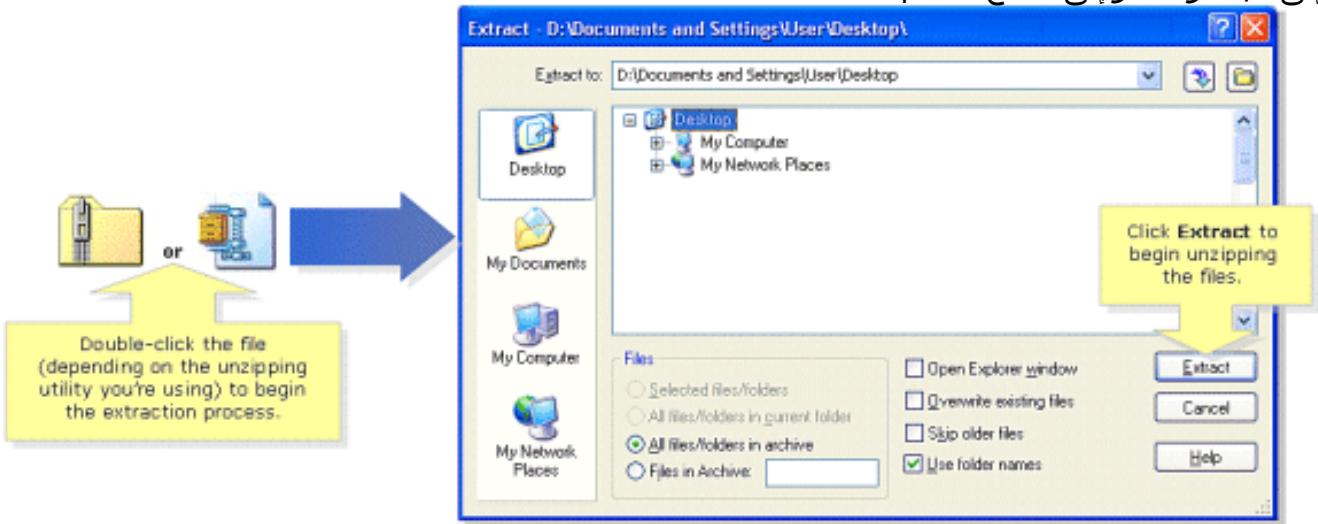 Extract - D:\Documents and Settings\User\Desktop\
Extract to: D:\Documents and Settings\User\Desktop
Desktop
My Computer
My Network Places
Desktop
My Documents
My Computer
My Network
Places
or
Double-click the file
(depending on the unzipping
utility you're using) to begin
the extraction process.
Click Extract to
begin unzipping
the files.
Files
Selected files/folders
All files/folders in current folder
All files/folders in archive
Files in Archive:
Open Explorer window
Overwrite existing files
Skip older files
Use folder names
Extract
Cancel
Help